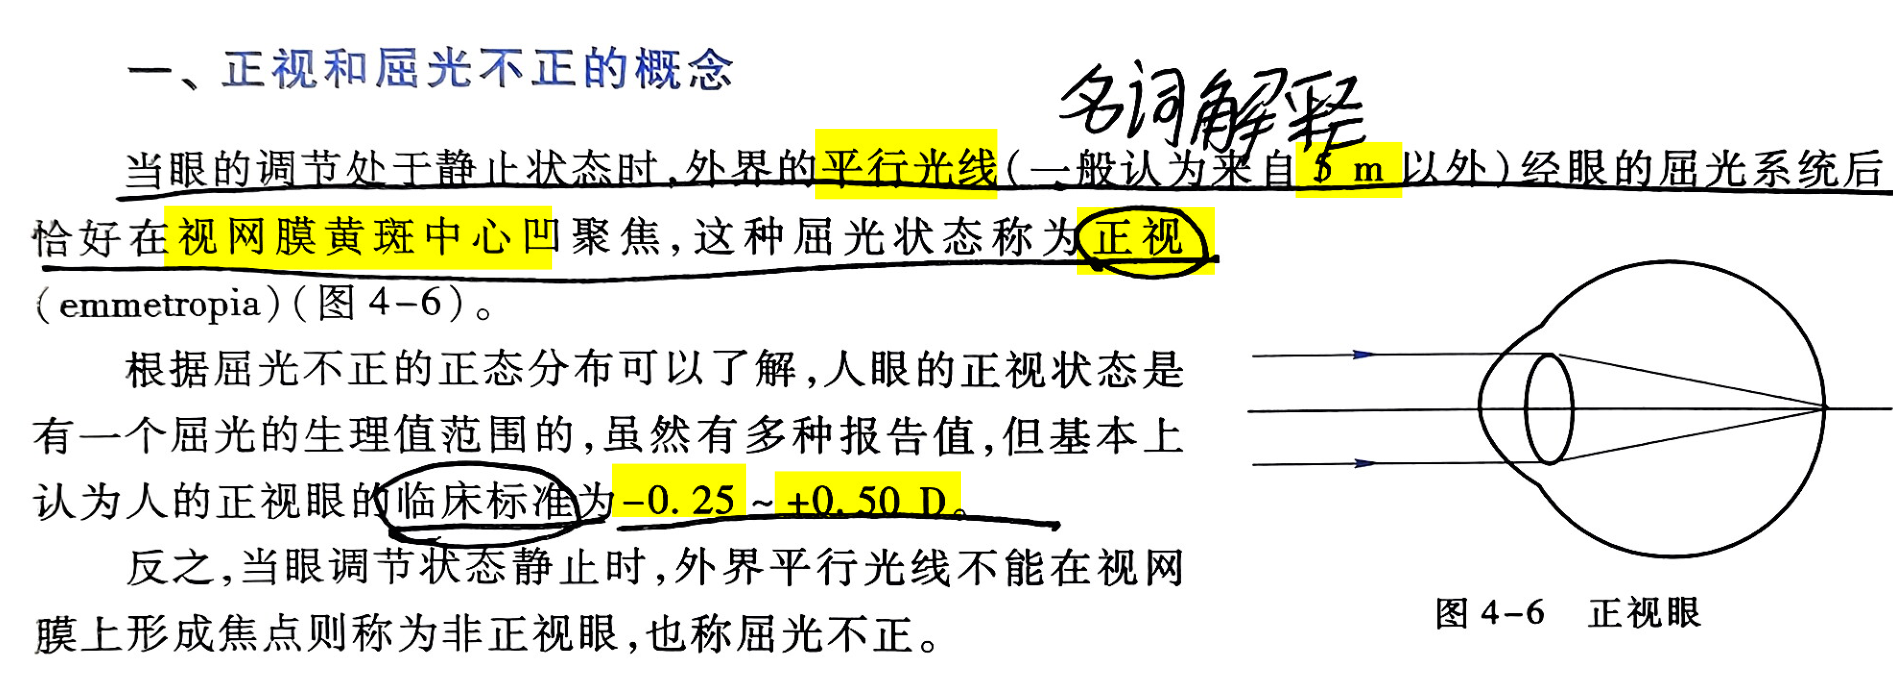 一、正视和屈光不正的概念
名词解释
当眼的调节处于静止状态时,外界的平行光线(一般认为来自 5 m 以外)经眼的屈光系统后
恰好在视网膜黄斑中心凹聚焦,这种屈光状态称为正视
(emmetropia)(图 4-6)。
根据屈光不正的正态分布可以了解,人眼的正视状态是
有一个屈光的生理值范围的,虽然有多种报告值,但基本上
认为人的正视眼的临床标准为-0.25~+0.50 D。
反之,当眼调节状态静止时,外界平行光线不能在视网
膜上形成焦点则称为非正视眼,也称屈光不正。
图 4-6 正视眼